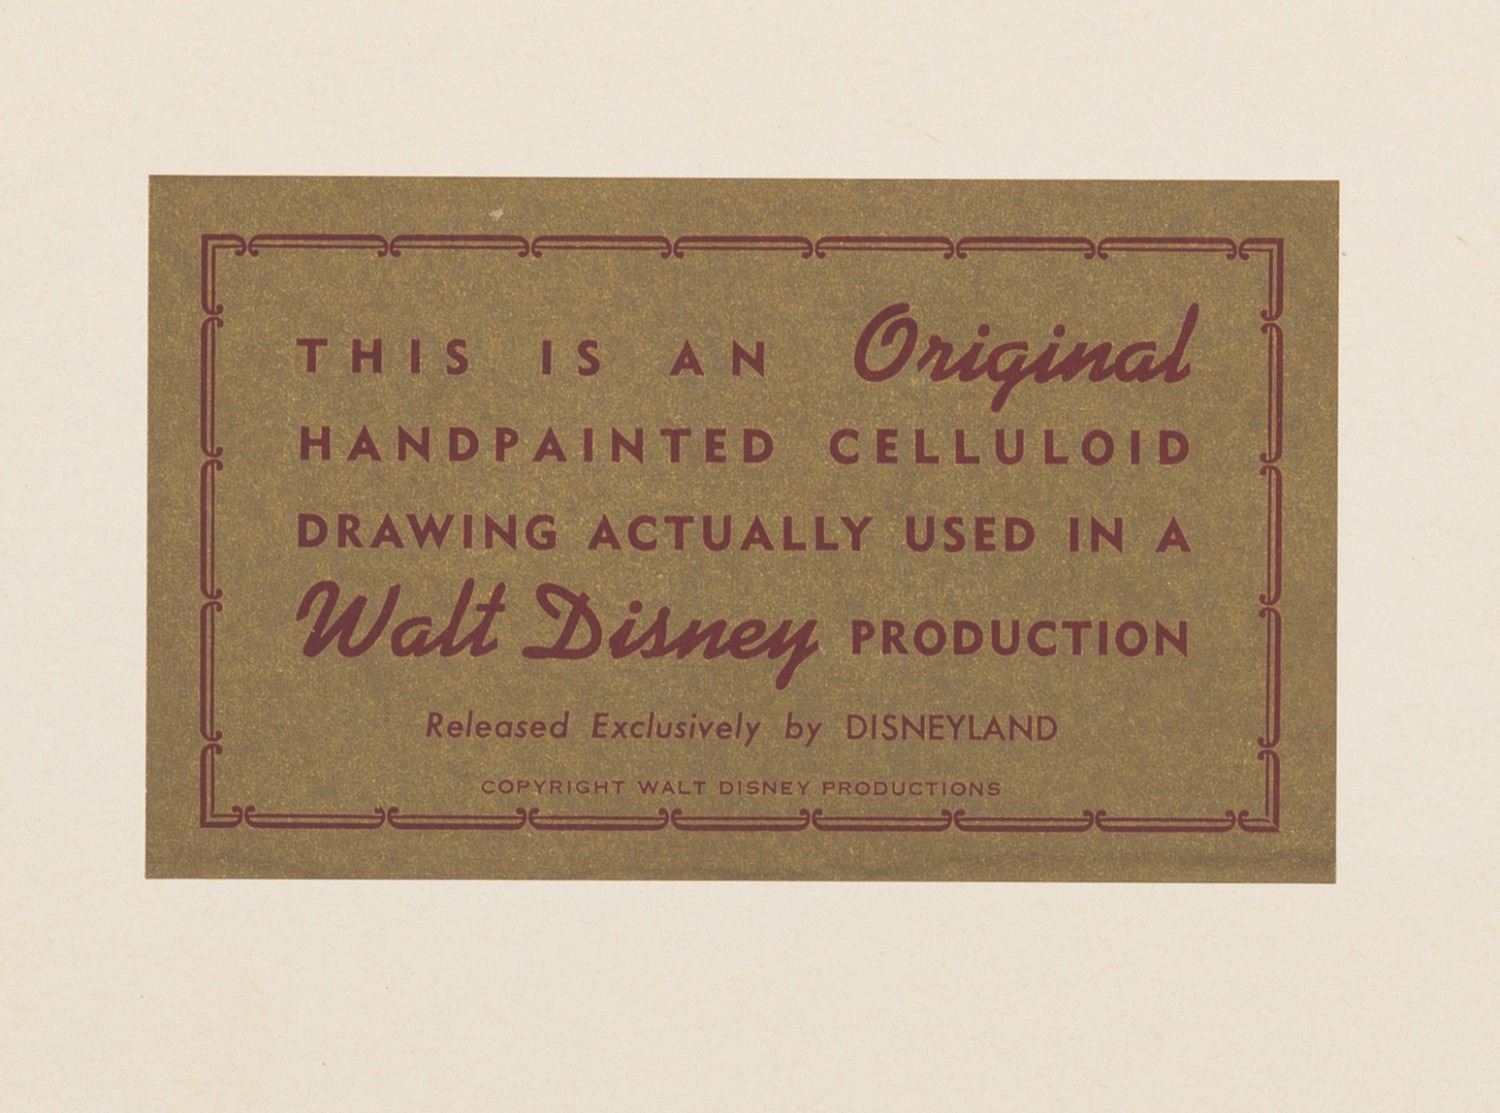 THIS IS AN Original
HANDPAINTED CELLULOID
DRAWING ACTUALLY USED IN A
Walt Disney PRODUCTION
Released Exclusively by DISNEYLAND
COPYRIGHT WALT DISNEY PRODUCTIONS